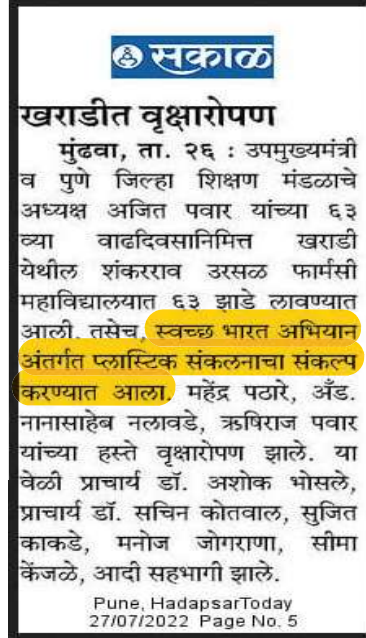 सकाळ
खराडीत वृक्षारोपण
मुंढवा, ता. २६ : उपमुख्यमंत्री
व पुणे जिल्हा शिक्षण मंडळाचे
अध्यक्ष अजित पवार यांच्या ६३
व्या वाढदिवसानिमित्त खराडी
येथील शंकरराव उरसळ फार्मसी
महाविद्यालयात ६३ झाडे लावण्यात
आली. तसेच, स्वच्छ भारत अभियान
अंतर्गत प्लास्टिक संकलनाचा संकल्प
करण्यात आला. महेंद्र पठारे, अँड.
नानासाहेब नलावडे, ऋषिराज पवार
यांच्या हस्ते वृक्षारोपण झाले. या
वेळी प्राचार्य डॉ. अशोक भोसले,
प्राचार्य डॉ. सचिन कोतवाल, सुजित
काकडे, मनोज जोगराणा, सीमा
केंजळे, आदी सहभागी झाले.
Pune, HadapsarToday
27/07/2022 Page No. 5